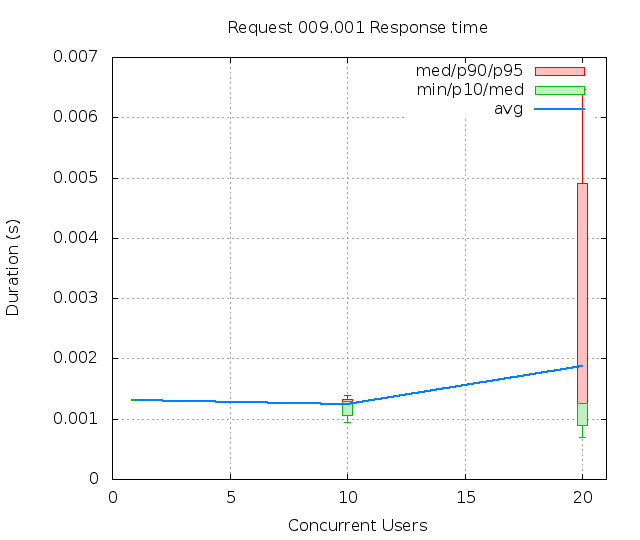 Request 009.001 Response time
0.007
0.006
0.005
0.004
0.003
0.002
0.001
0
Duration (s)
med/p90/p95
min/p10/med
avg
0 5 10 15 20
Concurrent Users